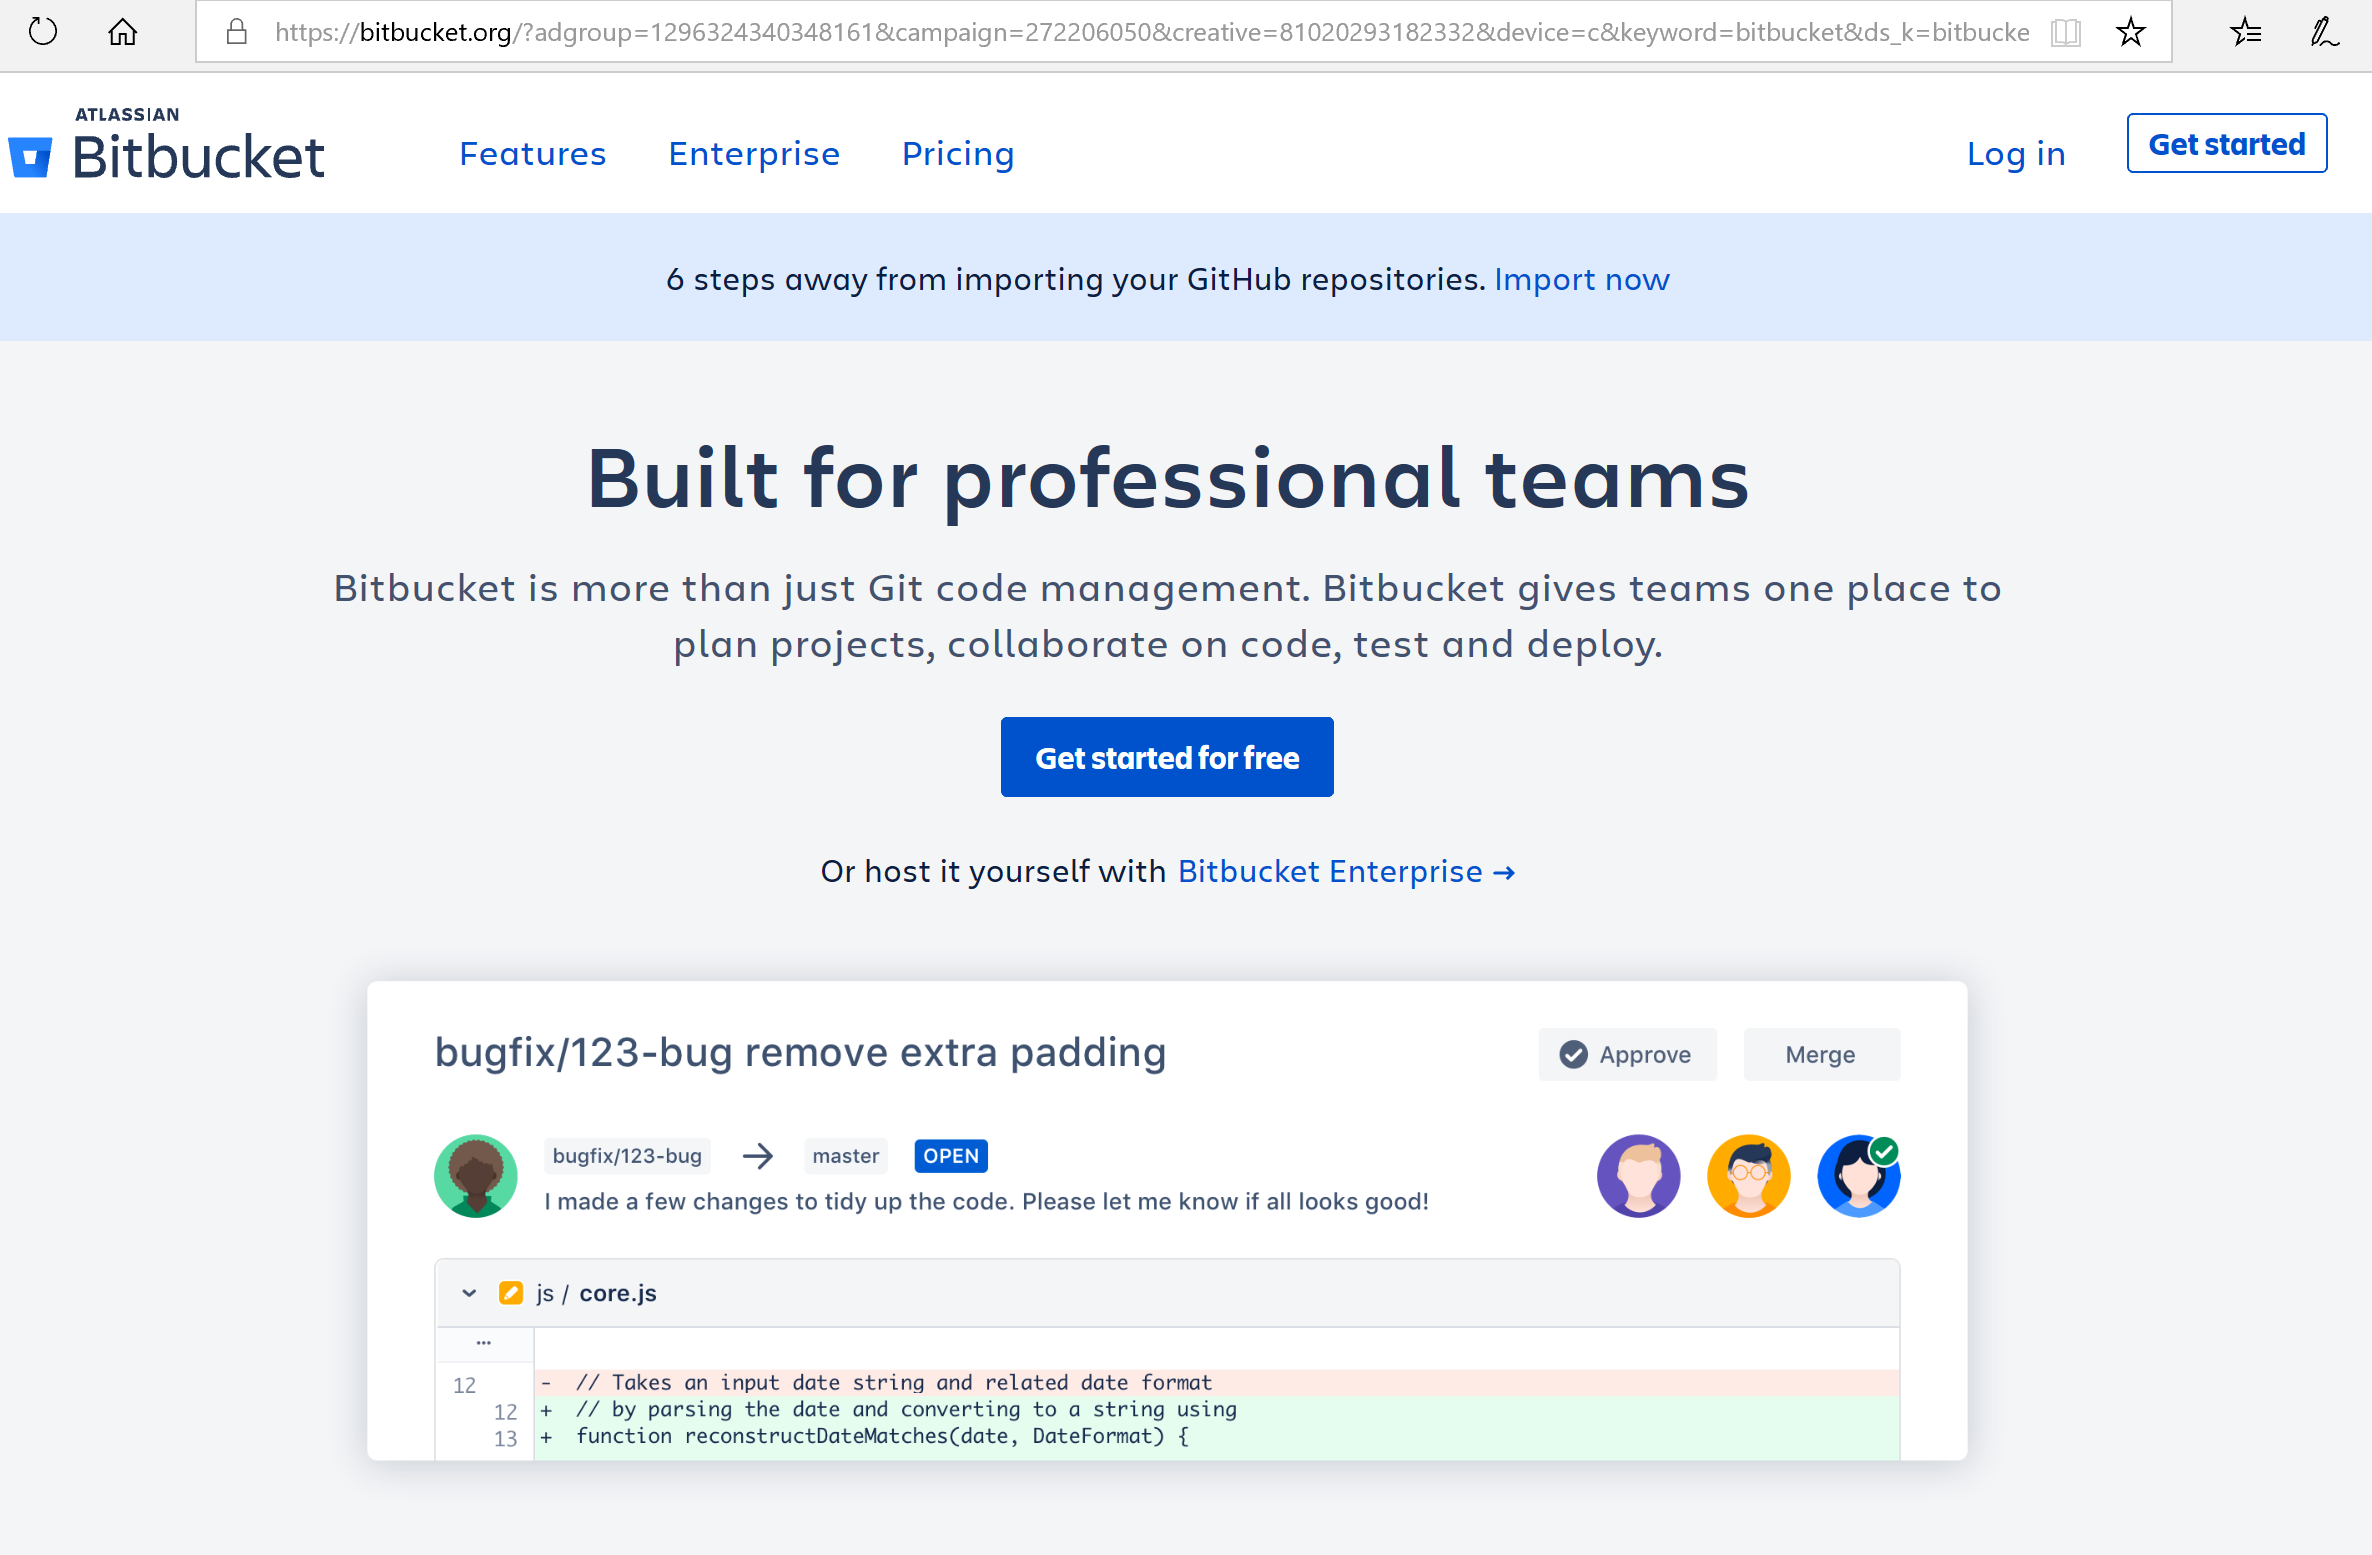 https://bitbucket.org/?adgroup=1296324340348161&campaign=272206050&creative=81020293182332&device=c&keyword=bitbucket&ds_k=bitbucke
ATLASSIAN
Bitbucket
Features Enterprise Pricing Log in Get started
6 steps away from importing your GitHub repositories. Import now
Built for professional teams
Bitbucket is more than just Git code management. Bitbucket gives teams one place to
plan projects, collaborate on code, test and deploy.
Get started for free
Or host it yourself with Bitbucket Enterprise →
bugfix/123-bug remove extra padding Approve Merge
bugfix/123-bug → master OPEN
I made a few changes to tidy up the code. Please let me know if all looks good!
js / core.js
...
12 - // Takes an input date string and related date format
12 + // by parsing the date and converting to a string using
13 + function reconstructDateMatches(date, DateFormat) {